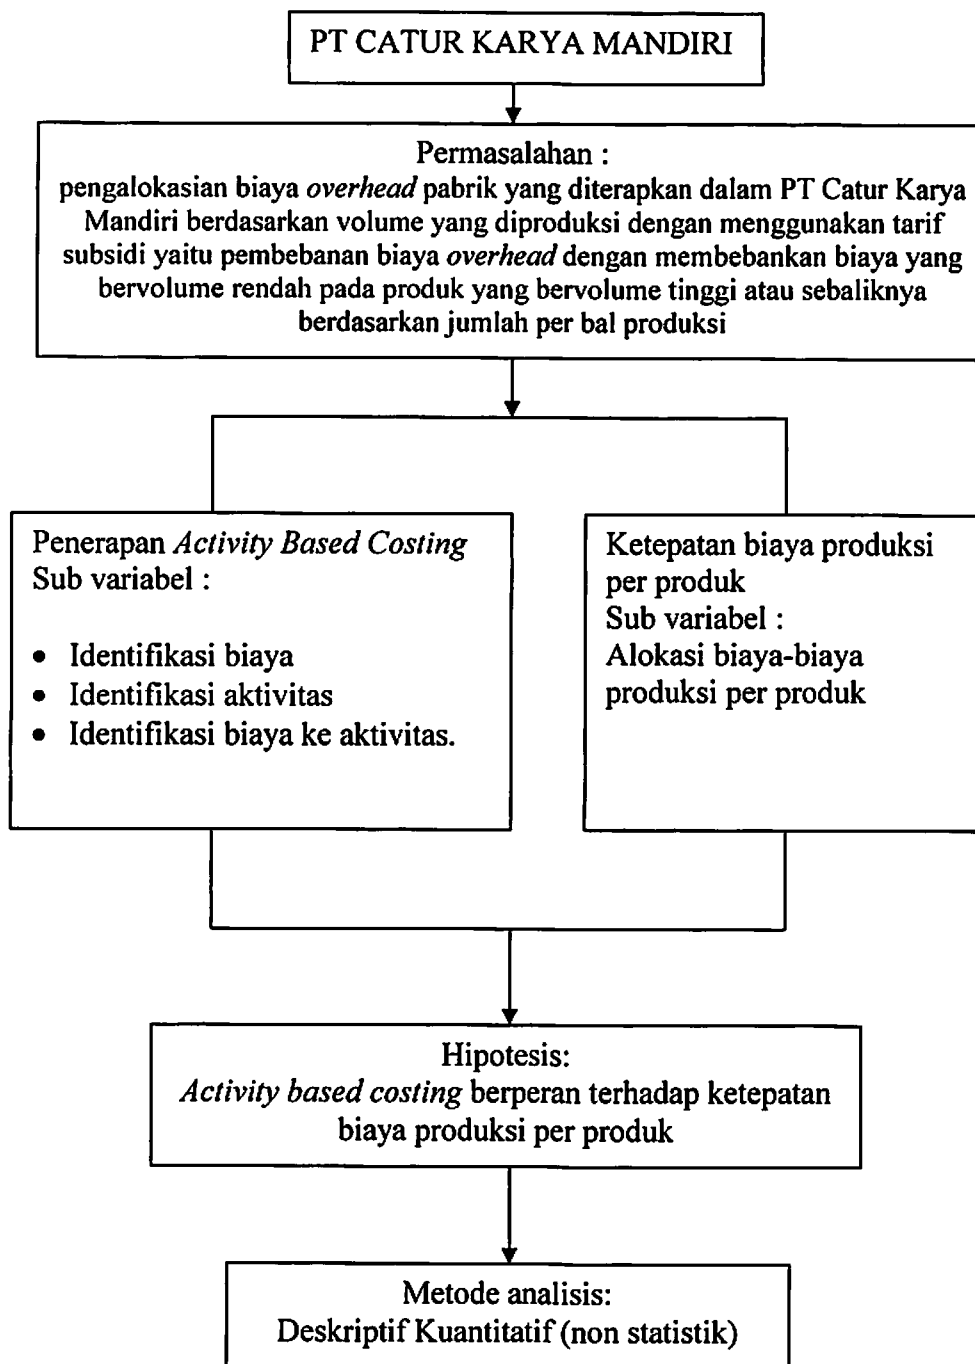 PT CATUR KARYA MANDIRI
Permasalahan :
pengalokasian biaya overhead pabrik yang diterapkan dalam PT Catur Karya
Mandiri berdasarkan volume yang diproduksi dengan menggunakan tarif
subsidi yaitu pembebanan biaya overhead dengan membebankan biaya yang
bervolume rendah pada produk yang bervolume tinggi atau sebaliknya
berdasarkan jumlah per bal produksi
Penerapan Activity Based Costing
Sub variabel :
• Identifikasi biaya
• Identifikasi aktivitas
• Identifikasi biaya ke aktivitas.
Ketepatan biaya produksi
per produk
Sub variabel :
Alokasi biaya-biaya
produksi per produk
Hipotesis:
Activity based costing berperan terhadap ketepatan
biaya produksi per produk
Metode analisis:
Deskriptif Kuantitatif (non statistik)